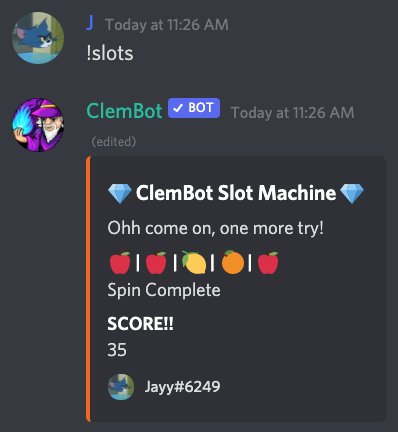 J Today at 11:26 AM
!slots
ClemBot ✓ BOT Today at 11:26 AM
(edited)
💎 ClemBot Slot Machine 💎
Ohh come on, one more try!
🍎 | 🍎 | 🍋 | 🍊 | 🍎
Spin Complete
SCORE!!
35
Jayy#6249